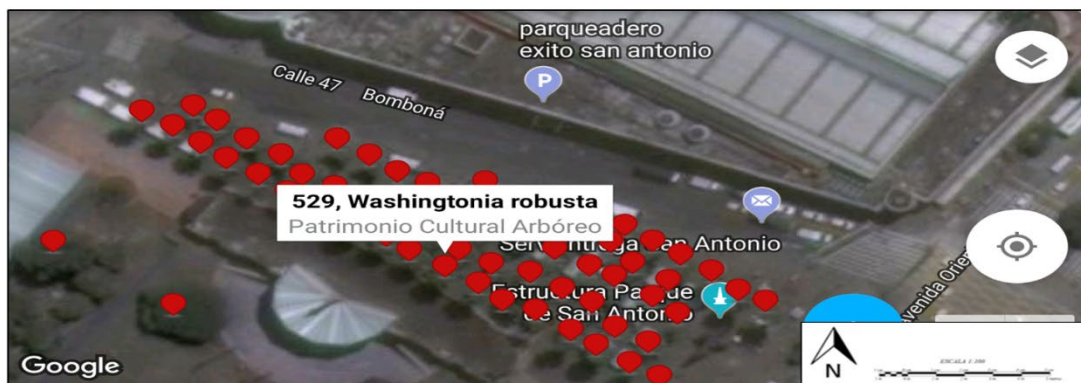 parqueadero
exito san antonio
P
Calle 47 Bomboná
529, Washingtonia robusta
Patrimonio Cultural Arbóreo
San Antonio
Estructura Parque
de San Antonio
avenida Orien
Google
N
ESCALA 1:200